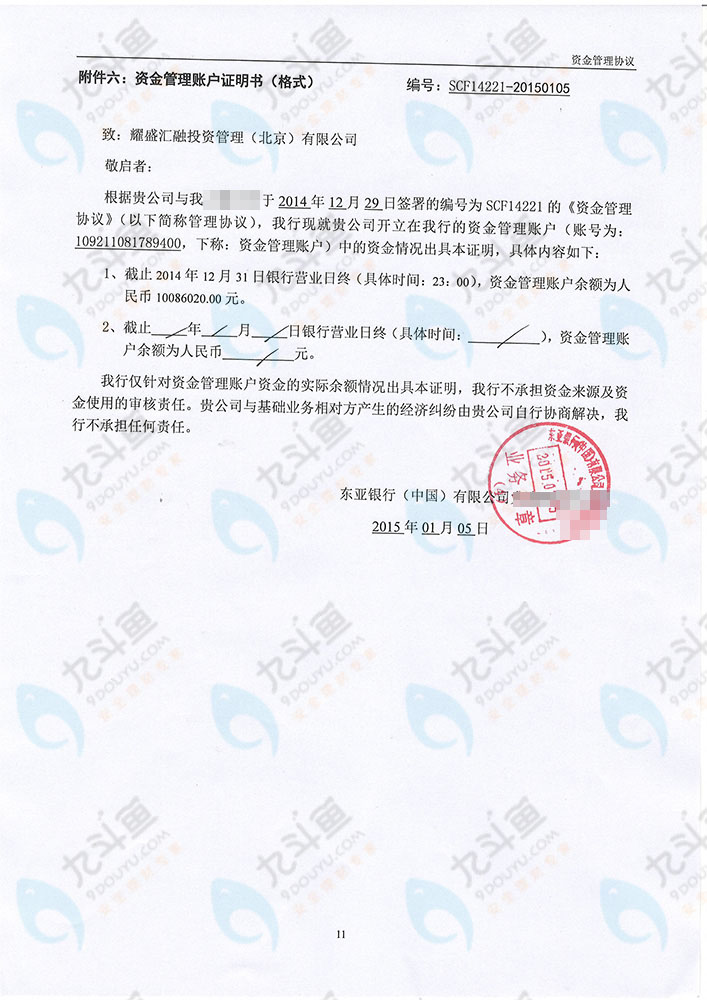 资金管理协议
附件六：资金管理账户证明书（格式） 编号：SCF14221-20150105
致：耀盛汇融投资管理（北京）有限公司
敬启者：
根据贵公司与我 于 2014 年 12 月 29 日签署的编号为 SCF14221 的《资金管理
协议》（以下简称管理协议），我行现就贵公司开立在我行的资金管理账户（账号为：
109211081789400，下称：资金管理账户）中的资金情况出具本证明，具体内容如下：
1、截止 2014 年 12 月 31 日银行营业日终（具体时间：23：00），资金管理账户余额为人
民币 10086020.00 元。
2、截止 年 月 日银行营业日终（具体时间： ），资金管理账
户余额为人民币 元。
我行仅针对资金管理账户资金的实际余额情况出具本证明，我行不承担资金来源及资
金使用的审核责任。贵公司与基础业务相对方产生的经济纠纷由贵公司自行协商解决，我
行不承担任何责任。
东亚银行（中国）有限公司
2015 年 01 月 05 日
东亚银行(中国)有限公司
2015.0
业务章
11
九斗鱼
9DOUYU.COM
安全理财专家